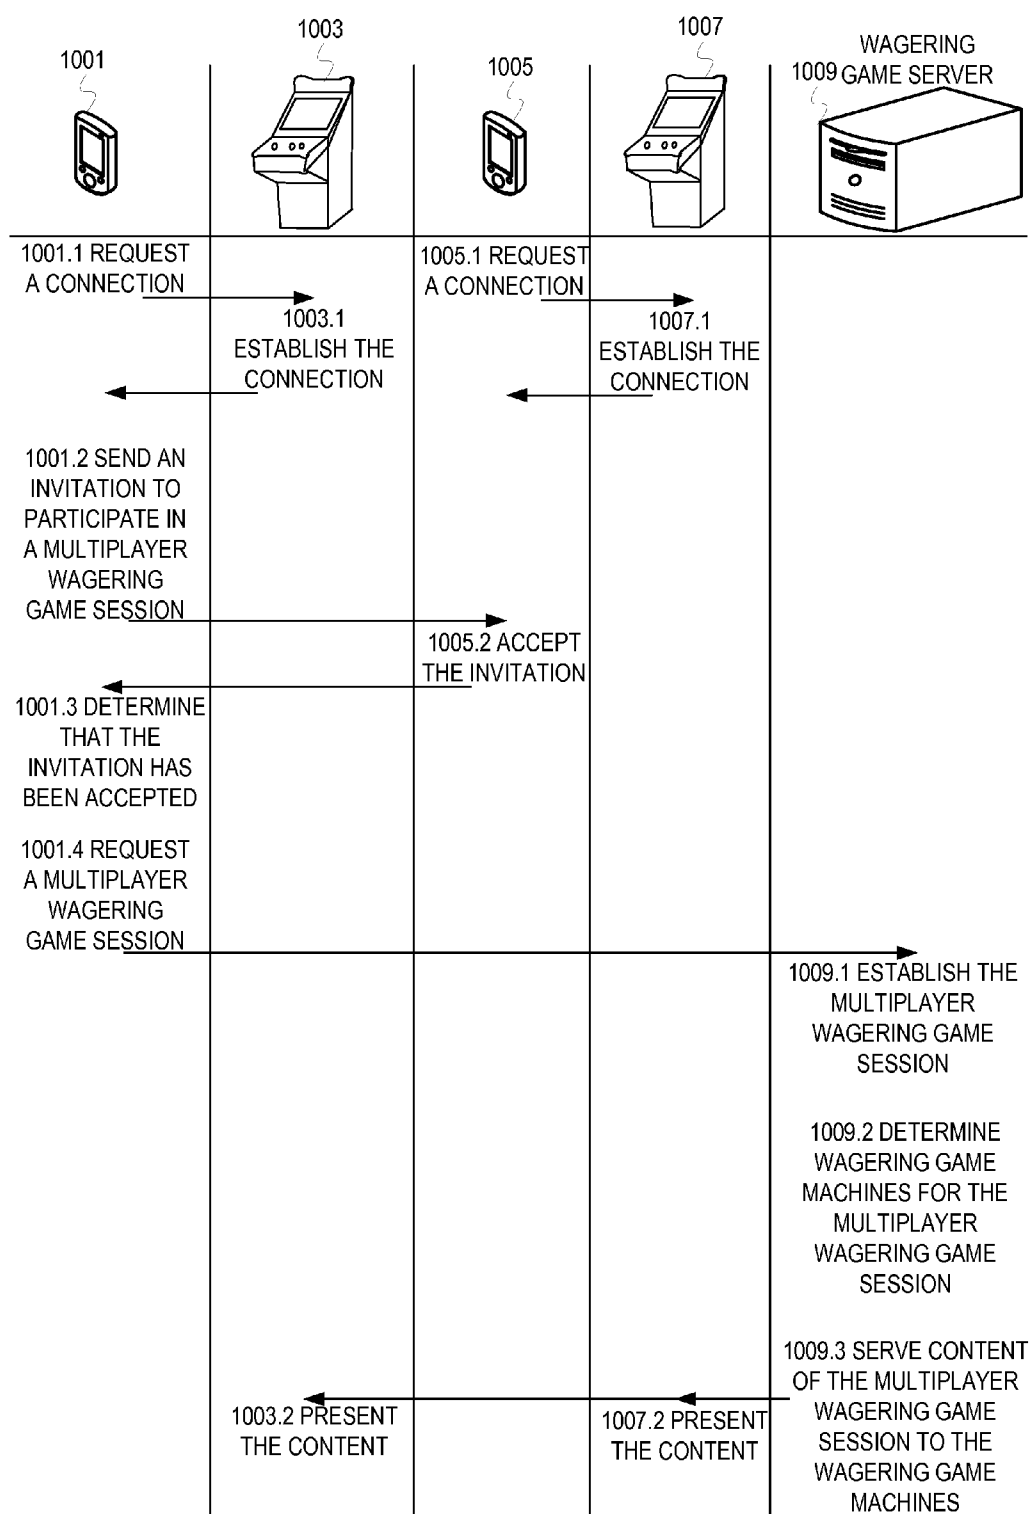 1001
1003
1005
1007
WAGERING
GAME SERVER
1009
1001.1 REQUEST
A CONNECTION
1005.1 REQUEST
A CONNECTION
1003.1
ESTABLISH THE
CONNECTION
1007.1
ESTABLISH THE
CONNECTION
1001.2 SEND AN
INVITATION TO
PARTICIPATE IN
A MULTIPLAYER
WAGERING
GAME SESSION
1005.2 ACCEPT
THE INVITATION
1001.3 DETERMINE
THAT THE
INVITATION HAS
BEEN ACCEPTED
1001.4 REQUEST
A MULTIPLAYER
WAGERING
GAME SESSION
1009.1 ESTABLISH THE
MULTIPLAYER
WAGERING GAME
SESSION
1009.2 DETERMINE
WAGERING GAME
MACHINES FOR THE
MULTIPLAYER
WAGERING GAME
SESSION
1009.3 SERVE CONTENT
OF THE MULTIPLAYER
WAGERING GAME
SESSION TO THE
WAGERING GAME
MACHINES
1003.2 PRESENT
THE CONTENT
1007.2 PRESENT
THE CONTENT